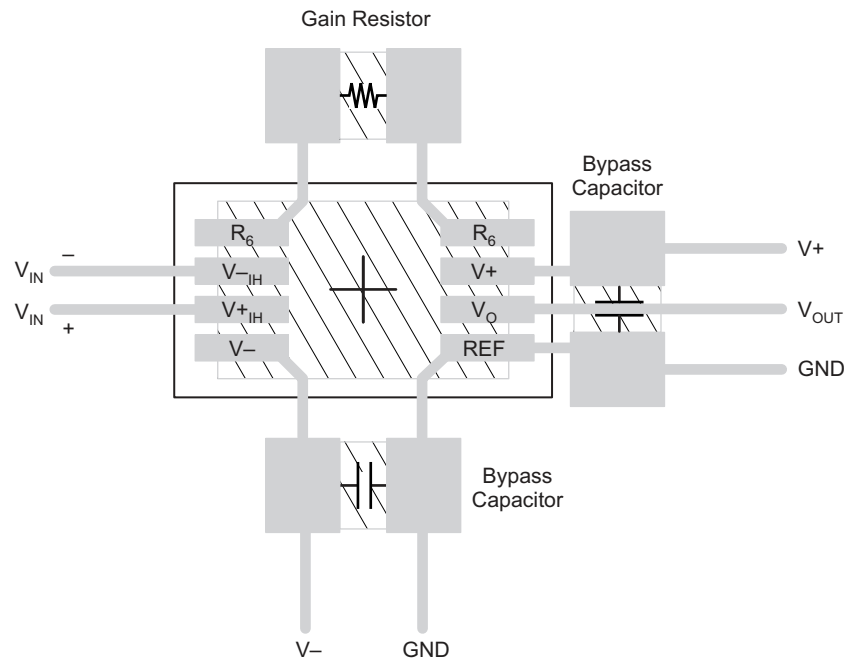 Gain Resistor
Bypass
Capacitor
R6
R6
V+
–
VIN
V–IH
V+
VIN
+
V+IH
VO
VOUT
V–
REF
GND
Bypass
Capacitor
V–
GND